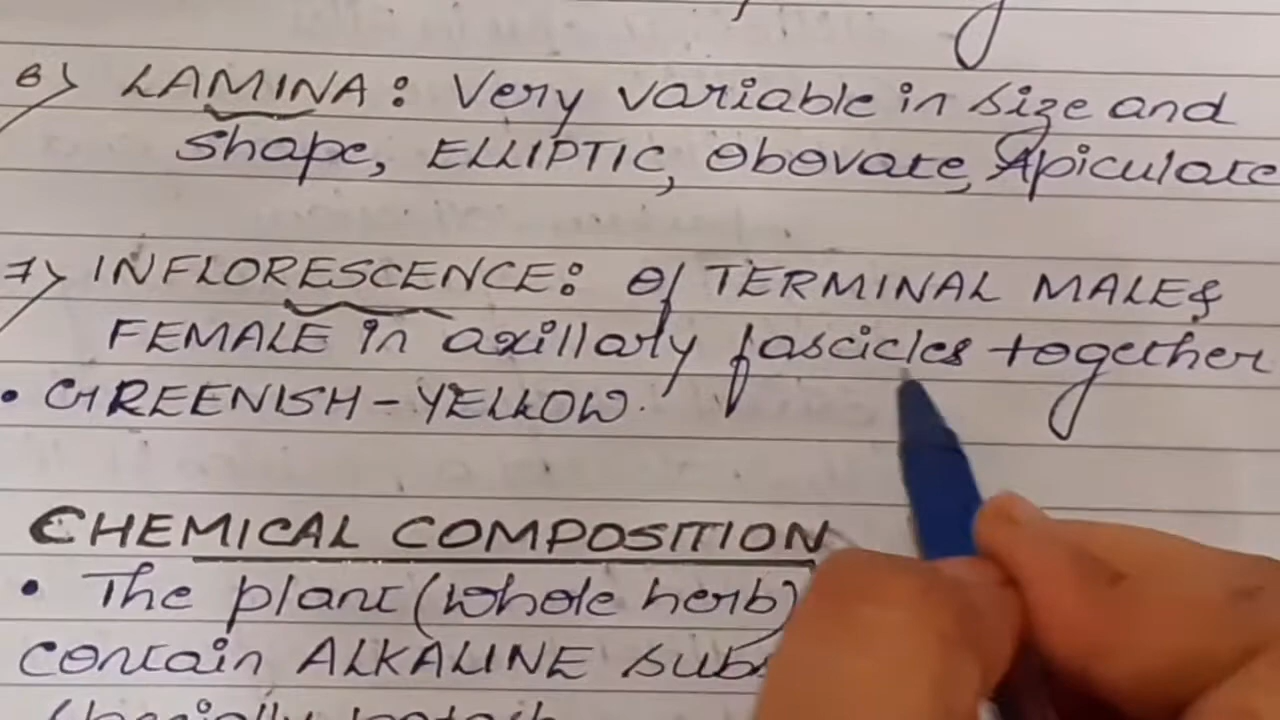 6) LAMINA: Very variable in size and
shape, ELLIPTIC, Obovate, Apiculate
7) INFLORESCENCE: Of TERMINAL MALE &
FEMALE in axillary fascicles together
• GREENISH - YELLOW.
CHEMICAL COMPOSITION
• The plant (whole herb)
contain ALKALINE subs